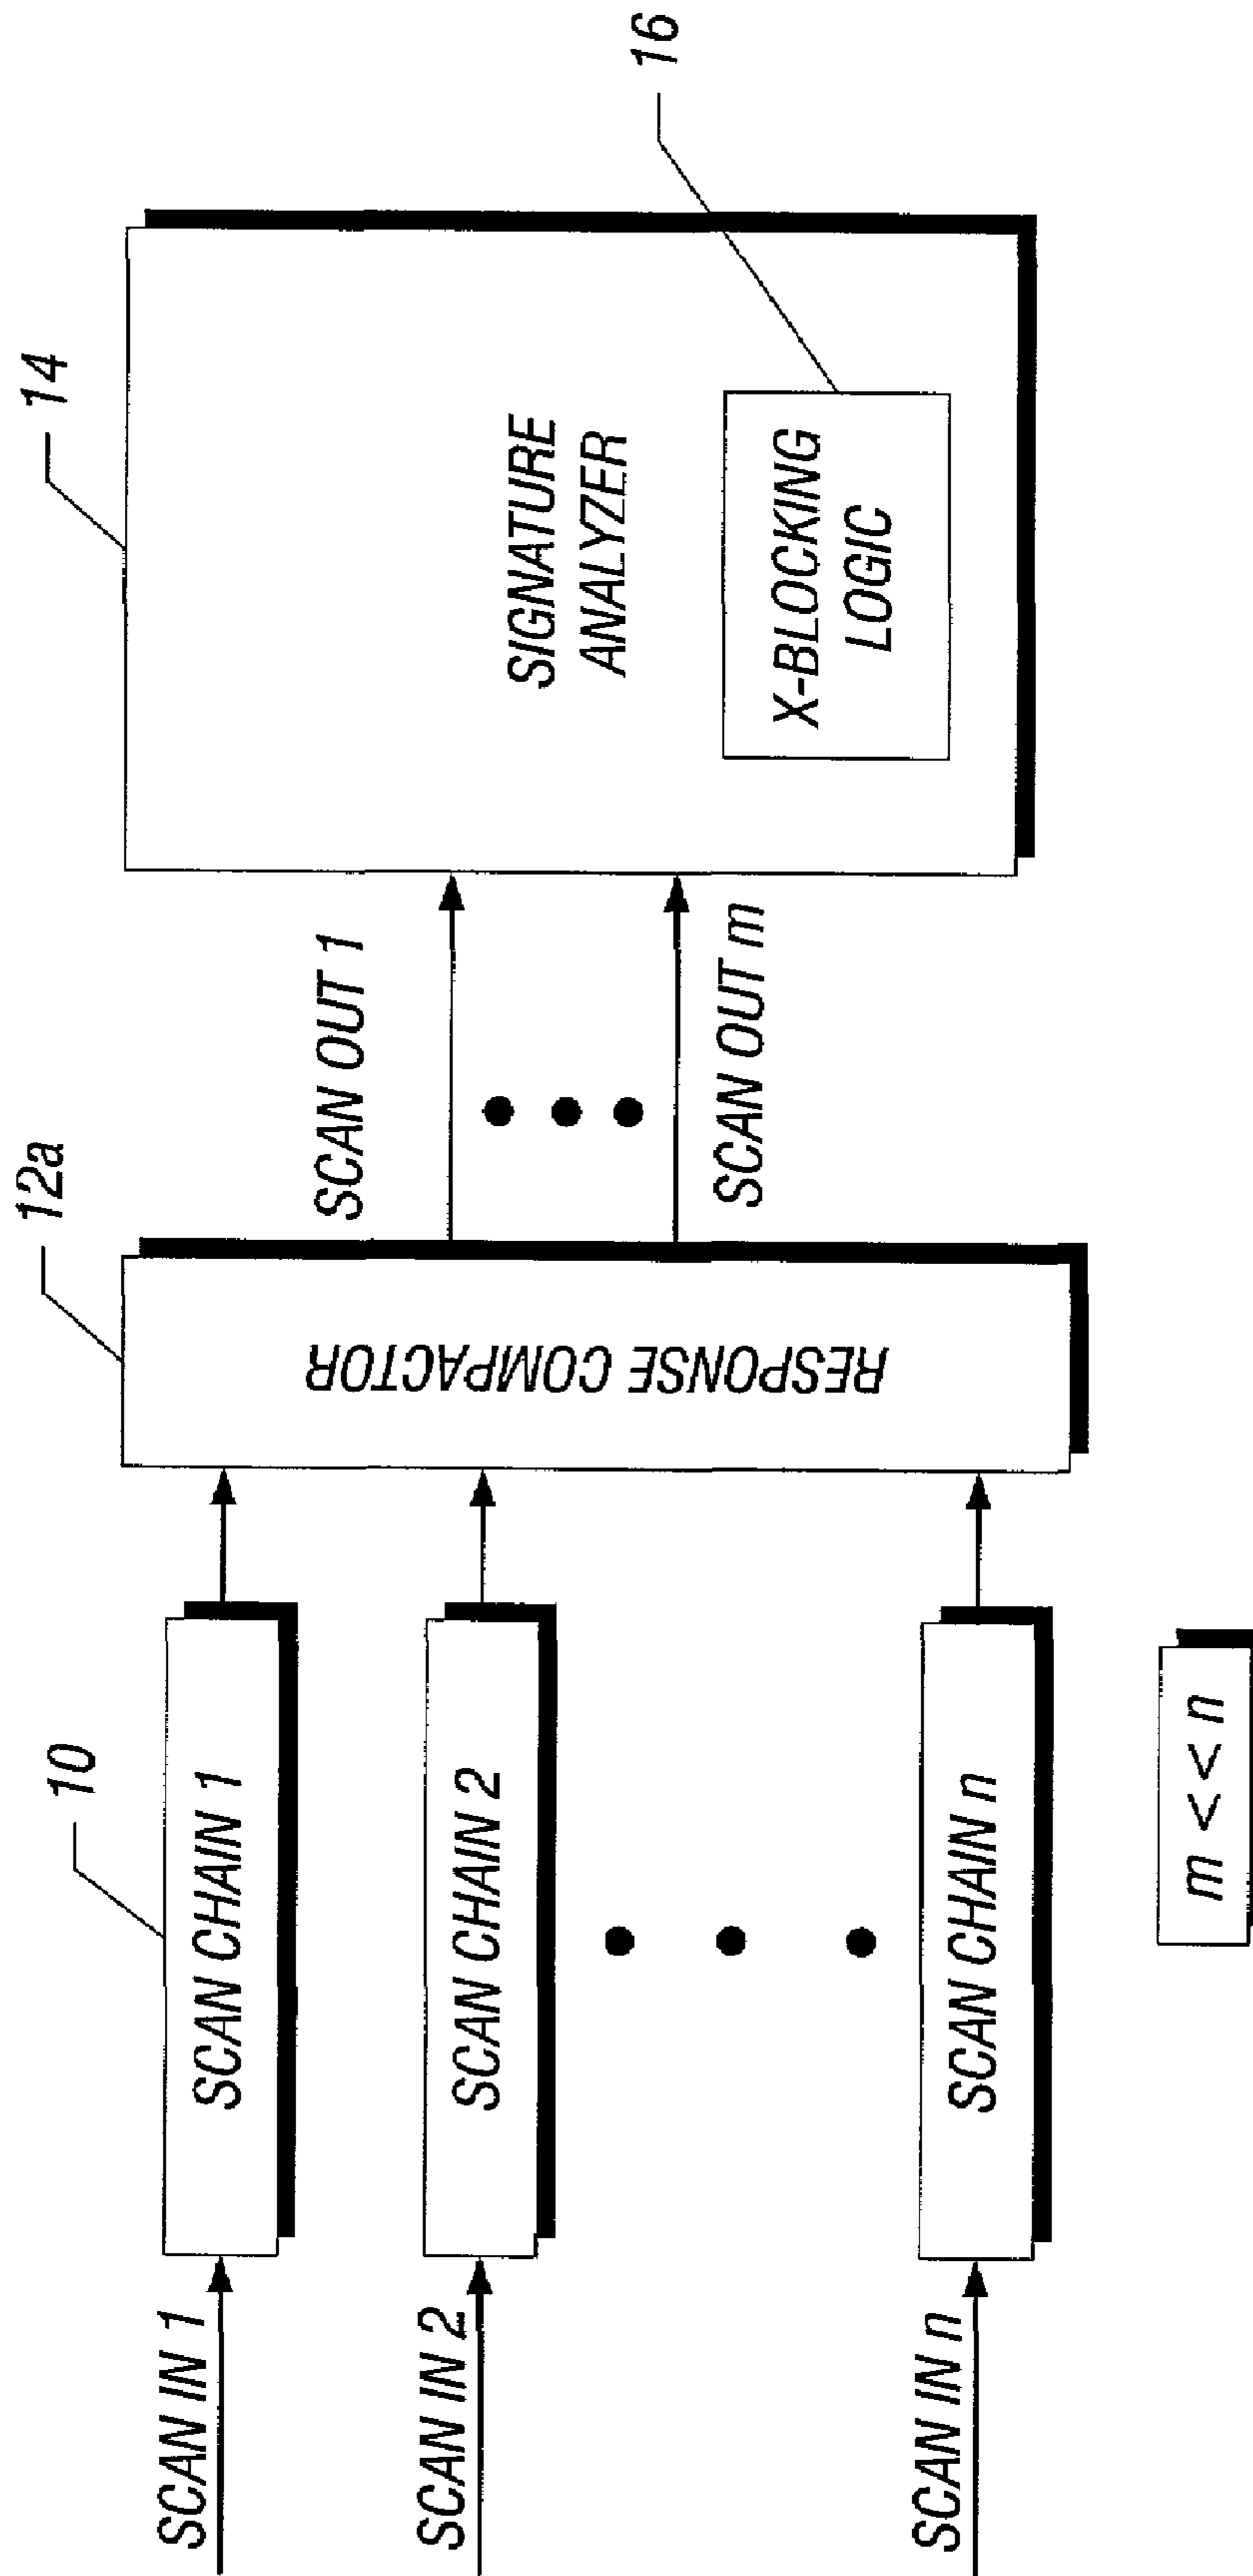 SCAN IN 1
SCAN IN 2
SCAN IN n
10
SCAN CHAIN 1
SCAN CHAIN 2
SCAN CHAIN n
m << n
12a
RESPONSE COMPACTOR
SCAN OUT 1
SCAN OUT m
14
SIGNATURE
ANALYZER
X-BLOCKING
LOGIC
16